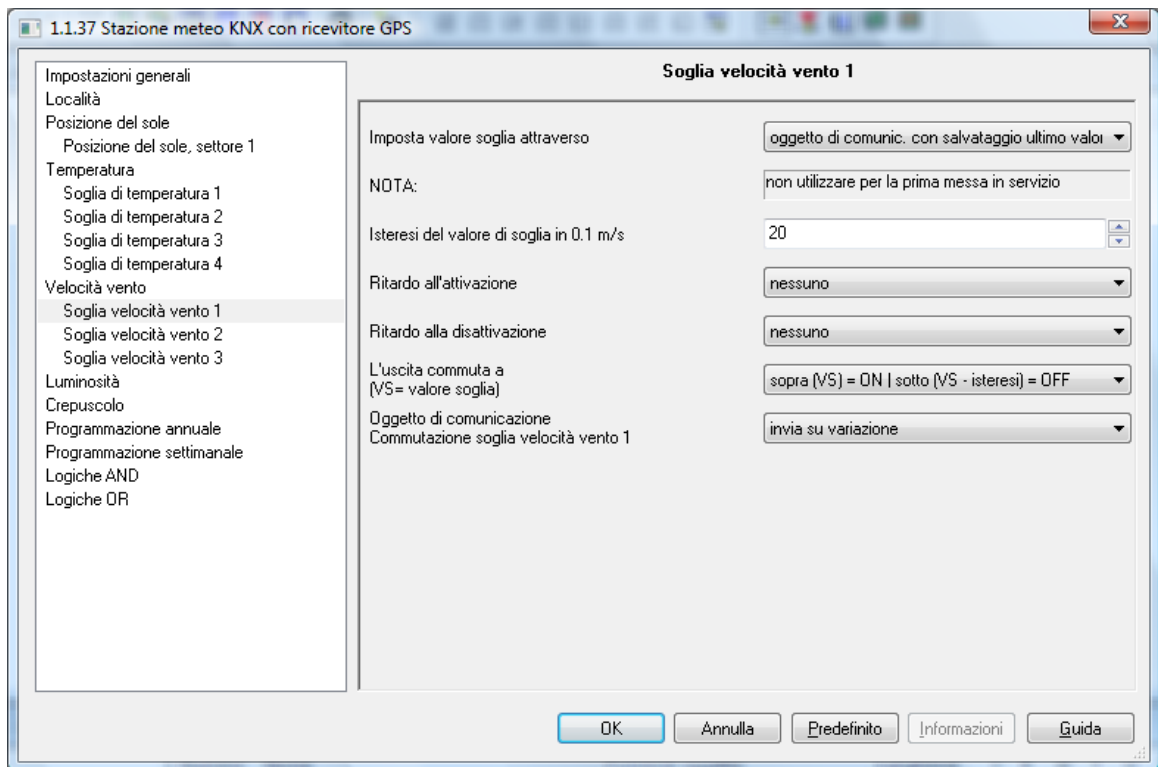 1.1.37 Stazione meteo KNX con ricevitore GPS
Impostazioni generali
Località
Posizione del sole
Posizione del sole, settore 1
Temperatura
Soglia di temperatura 1
Soglia di temperatura 2
Soglia di temperatura 3
Soglia di temperatura 4
Velocità vento
Soglia velocità vento 1
Soglia velocità vento 2
Soglia velocità vento 3
Luminosità
Crepuscolo
Programmazione annuale
Programmazione settimanale
Logiche AND
Logiche OR
Soglia velocità vento 1
Imposta valore soglia attraverso
oggetto di comunic. con salvataggio ultimo valor
NOTA:
non utilizzare per la prima messa in servizio
Isteresi del valore di soglia in 0.1 m/s
20
Ritardo all'attivazione
nessuno
Ritardo alla disattivazione
nessuno
L'uscita commuta a
(VS= valore soglia)
sopra (VS) = ON | sotto (VS - isteresi) = OFF
Oggetto di comunicazione
Commutazione soglia velocità vento 1
invia su variazione
OK
Annulla
Predefinito
Informazioni
Guida